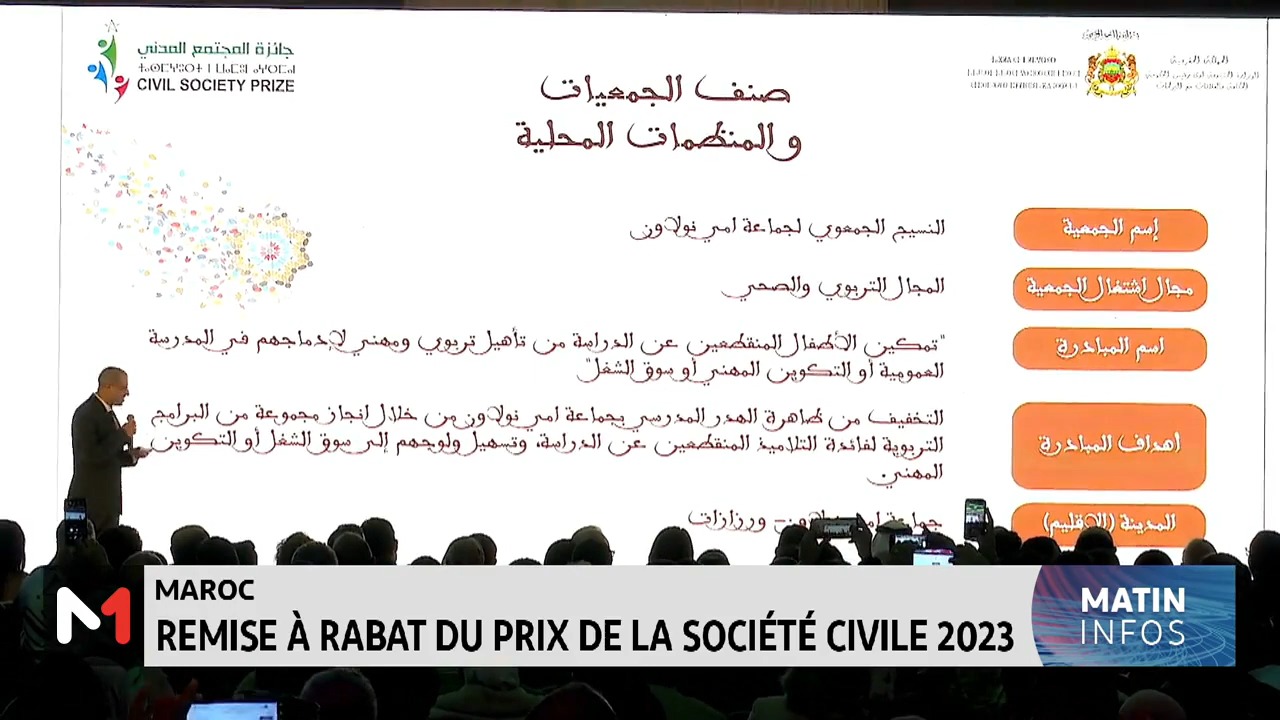 جائزة المجتمع المدني
CIVIL SOCIETY PRIZE
صنف الجمعيات
والمنظمات المحلية
إسم الجمعية
النسيج الجمعوي لجماعة امي نولاون
مجال اشتغال الجمعية
المجال التربوي والصحي
اسم المبادرة
"تمكين الأطفال المنقطعين عن الدراسة من تأهيل تربوي ومهني لإدماجهم في المدرسة
العمومية أو التكوين المهني أو سوق الشغل"
أهداف المبادرة
التخفيف من ظاهرة الهدر المدرسي بجماعة امي نولاون من خلال انجاز مجموعة من البرامج
التربوية لفائدة التلاميذ المنقطعين عن الدراسة، وتسهيل ولوجهم إلى سوق الشغل أو التكوين
المهني.
المدينة (الاقليم)
جماعة ورزازات
M1
MAROC
REMISE À RABAT DU PRIX DE LA SOCIÉTÉ CIVILE 2023
MATIN
INFOS